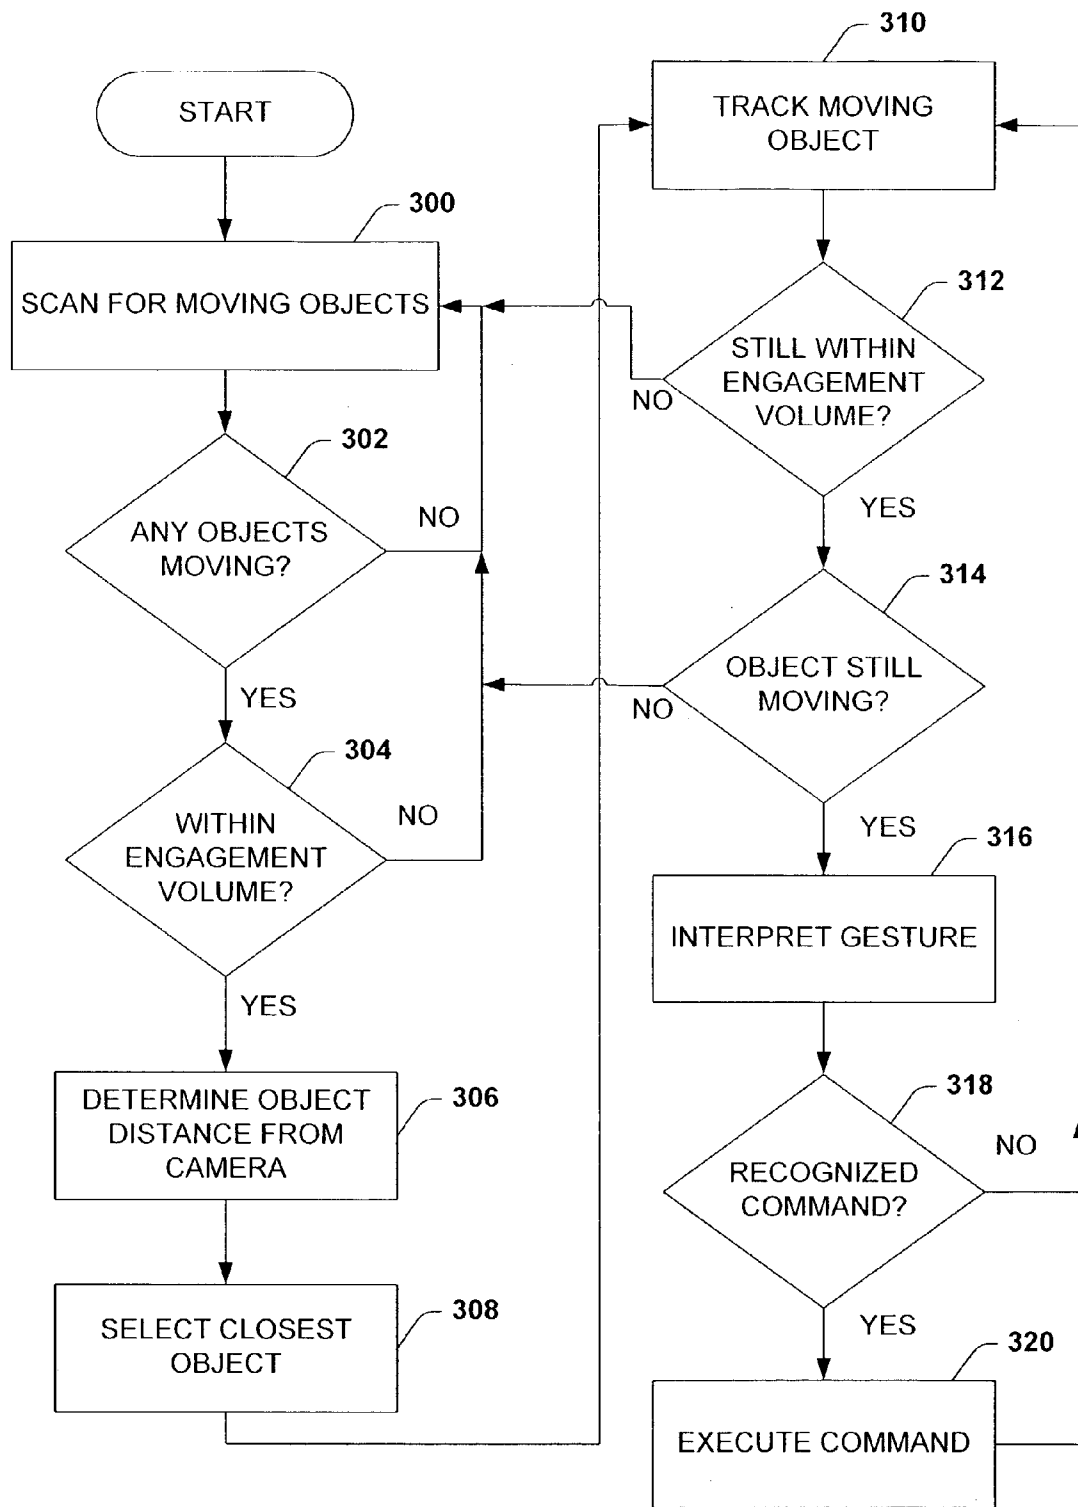 START
300
SCAN FOR MOVING OBJECTS
302
ANY OBJECTS
MOVING?
NO
YES
304
WITHIN
ENGAGEMENT
VOLUME?
NO
YES
DETERMINE OBJECT
DISTANCE FROM
CAMERA
306
SELECT CLOSEST
OBJECT
308
310
TRACK MOVING
OBJECT
312
STILL WITHIN
ENGAGEMENT
VOLUME?
NO
YES
314
OBJECT STILL
MOVING?
NO
YES
316
INTERPRET GESTURE
318
RECOGNIZED
COMMAND?
NO
YES
320
EXECUTE COMMAND